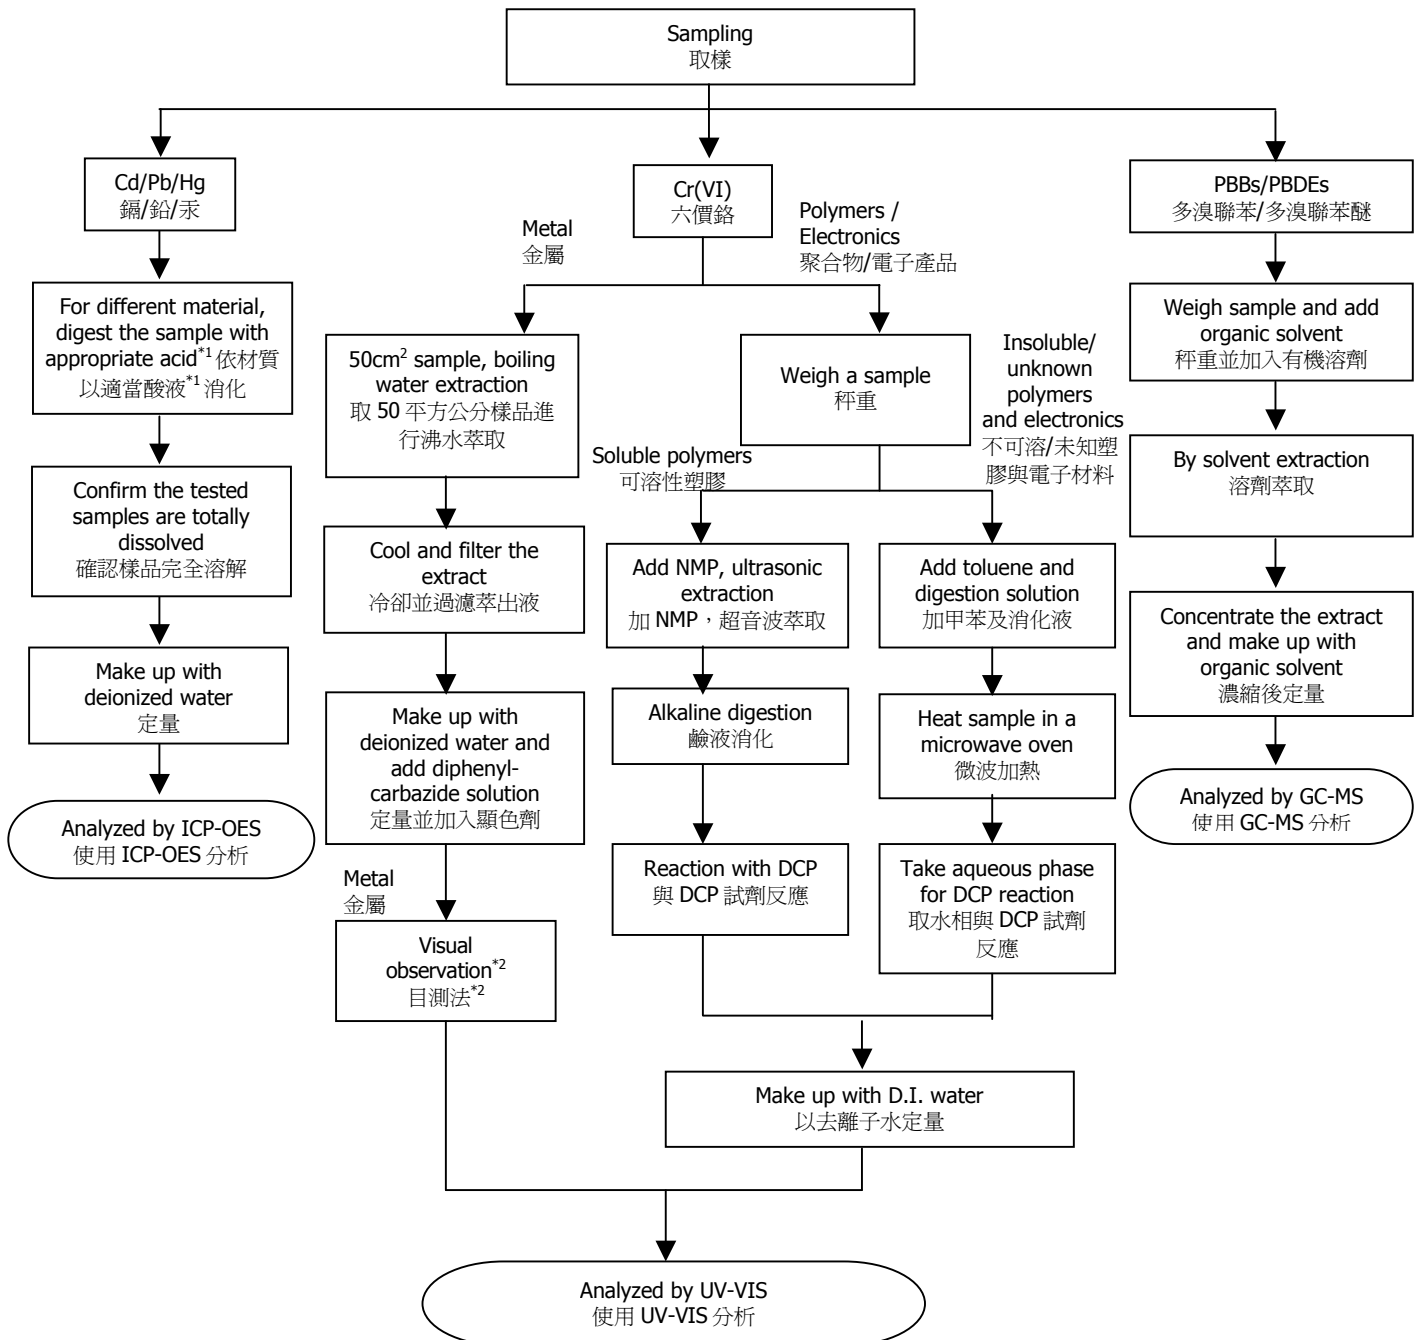 Sampling
取樣
Cd/Pb/Hg
鎘/鉛/汞
Cr(VI)
六價鉻
PBBs/PBDEs
多溴聯苯/多溴聯苯醚
Metal
金屬
Polymers /
Electronics
聚合物/電子產品
For different material,
digest the sample with
appropriate acid*1 依材質
以適當酸液*1 消化
50cm2 sample, boiling
water extraction
取 50 平方公分樣品進
行沸水萃取
Weigh a sample
秤重
Insoluble/
unknown
polymers
and electronics
不可溶/未知塑
膠與電子材料
Weigh sample and add
organic solvent
秤重並加入有機溶劑
Soluble polymers
可溶性塑膠
By solvent extraction
溶劑萃取
Confirm the tested
samples are totally
dissolved
確認樣品完全溶解
Cool and filter the
extract
冷卻並過濾萃出液
Add NMP, ultrasonic
extraction
加 NMP，超音波萃取
Add toluene and
digestion solution
加甲苯及消化液
Concentrate the extract
and make up with
organic solvent
濃縮後定量
Make up with
deionized water
定量
Make up with
deionized water and
add diphenyl-
carbazide solution
定量並加入顯色劑
Alkaline digestion
鹼液消化
Heat sample in a
microwave oven
微波加熱
Analyzed by GC-MS
使用 GC-MS 分析
Analyzed by ICP-OES
使用 ICP-OES 分析
Metal
金屬
Reaction with DCP
與 DCP 試劑反應
Take aqueous phase
for DCP reaction
取水相與 DCP 試劑
反應
Visual
observation*2
目測法*2
Make up with D.I. water
以去離子水定量
Analyzed by UV-VIS
使用 UV-VIS 分析